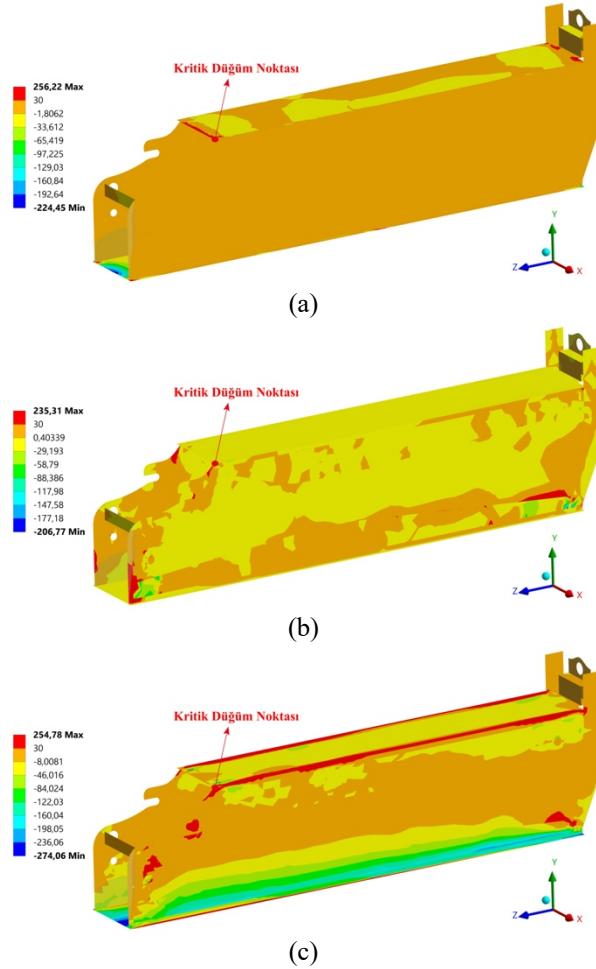 Kritik Düğüm Noktası
256,22 Max
30
-1,8062
-33,612
-65,419
-97,225
-129,03
-160,84
-192,64
-224,45 Min
Y
Z
X
(a)
Kritik Düğüm Noktası
235,31 Max
30
0,40339
-29,193
-58,79
-88,386
-117,98
-147,58
-177,18
-206,77 Min
Y
Z
X
(b)
Kritik Düğüm Noktası
254,78 Max
30
-8,0081
-46,016
-84,024
-122,03
-160,04
-198,05
-236,06
-274,06 Min
Y
Z
X
(c)